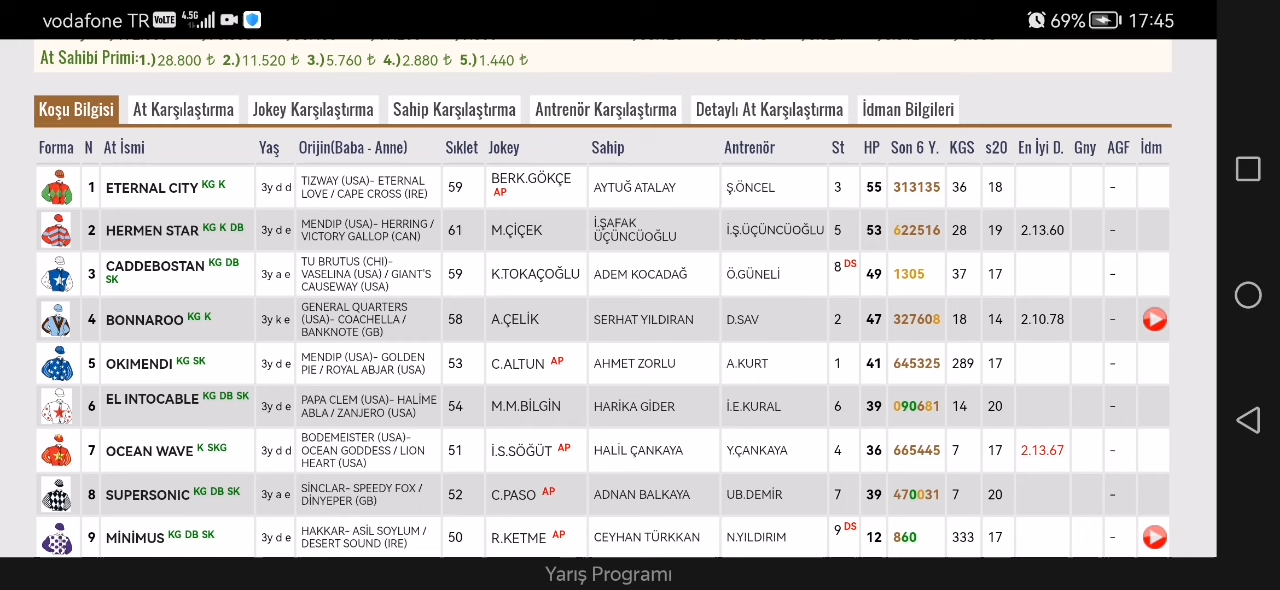 vodafone TR VoLTE 4.5G 69% 17:45
At Sahibi Primi:1.)28.800 ₺ 2.)11.520 ₺ 3.)5.760 ₺ 4.)2.880 ₺ 5.)1.440 ₺
Koşu Bilgisi At Karşılaştırma Jokey Karşılaştırma Sahip Karşılaştırma Antrenör Karşılaştırma Detaylı At Karşılaştırma İdman Bilgileri
Forma N At İsmi Yaş Orijin(Baba - Anne) Sıklet Jokey Sahip Antrenör St HP Son 6 Y. KGS s20 En İyi D. Gny AGF İdm
1 ETERNAL CITY KG K 3y d d TIZWAY (USA)- ETERNAL LOVE / CAPE CROSS (IRE) 59 BERK.GÖKÇE AP AYTUĞ ATALAY Ş.ÖNCEL 3 55 313135 36 18 -
2 HERMEN STAR KG K DB 3y d e MENDIP (USA)- HERRING / VICTORY GALLOP (CAN) 61 M.ÇİÇEK İ.ŞAFAK ÜÇÜNCÜOĞLU İ.Ş.ÜÇÜNCÜOĞLU 5 53 622516 28 19 2.13.60 -
3 CADDEBOSTAN KG DB SK 3y a e TU BRUTUS (CHI)- VASELINA (USA) / GIANT'S CAUSEWAY (USA) 59 K.TOKAÇOĞLU ADEM KOCADAĞ Ö.GÜNELİ 8 DS 49 1305 37 17 -
4 BONNAROO KG K 3y k e GENERAL QUARTERS (USA)- COACHELLA / BANKNOTE (GB) 58 A.ÇELİK SERHAT YILDIRAN D.SAV 2 47 327608 18 14 2.10.78 -
5 OKIMENDI KG SK 3y d e MENDIP (USA)- GOLDEN PIE / ROYAL ABJAR (USA) 53 C.ALTUN AP AHMET ZORLU A.KURT 1 41 645325 289 17 -
6 EL INTOCABLE KG DB SK 3y d e PAPA CLEM (USA)- HALİME ABLA / ZANJERO (USA) 54 M.M.BİLGİN HARİKA GİDER İ.E.KURAL 6 39 090681 14 20 -
7 OCEAN WAVE K SKG 3y d d BODEMEISTER (USA)- OCEAN GODDESS / LION HEART (USA) 51 İ.S.SÖĞÜT AP HALİL ÇANKAYA Y.ÇANKAYA 4 36 665445 7 17 2.13.67 -
8 SUPERSONIC KG DB SK 3y a e SİNCLAR- SPEEDY FOX / DİNYEPER (GB) 52 C.PASO AP ADNAN BALKAYA UB.DEMİR 7 39 470031 7 20 -
9 MİNİMUS KG DB SK 3y d e HAKKAR- ASİL SOYLUM / DESERT SOUND (IRE) 50 R.KETME AP CEYHAN TÜRKKAN N.YILDIRIM 9 DS 12 860 333 17 -
Yarış Programı